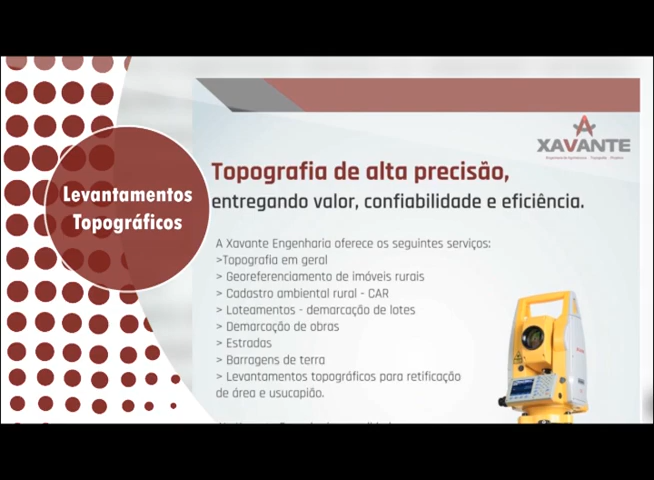 XAVANTE
Topografia de alta precisão,
entregando valor, confiabilidade e eficiência.
Levantamentos
Topográficos
A Xavante Engenharia oferece os seguintes serviços:
>Topografia em geral
> Georeferenciamento de imóveis rurais
> Cadastro ambiental rural - CAR
> Loteamentos - demarcação de lotes
> Demarcação de obras
> Estradas
> Barragens de terra
> Levantamentos topográficos para retificação
de área e usucapião.